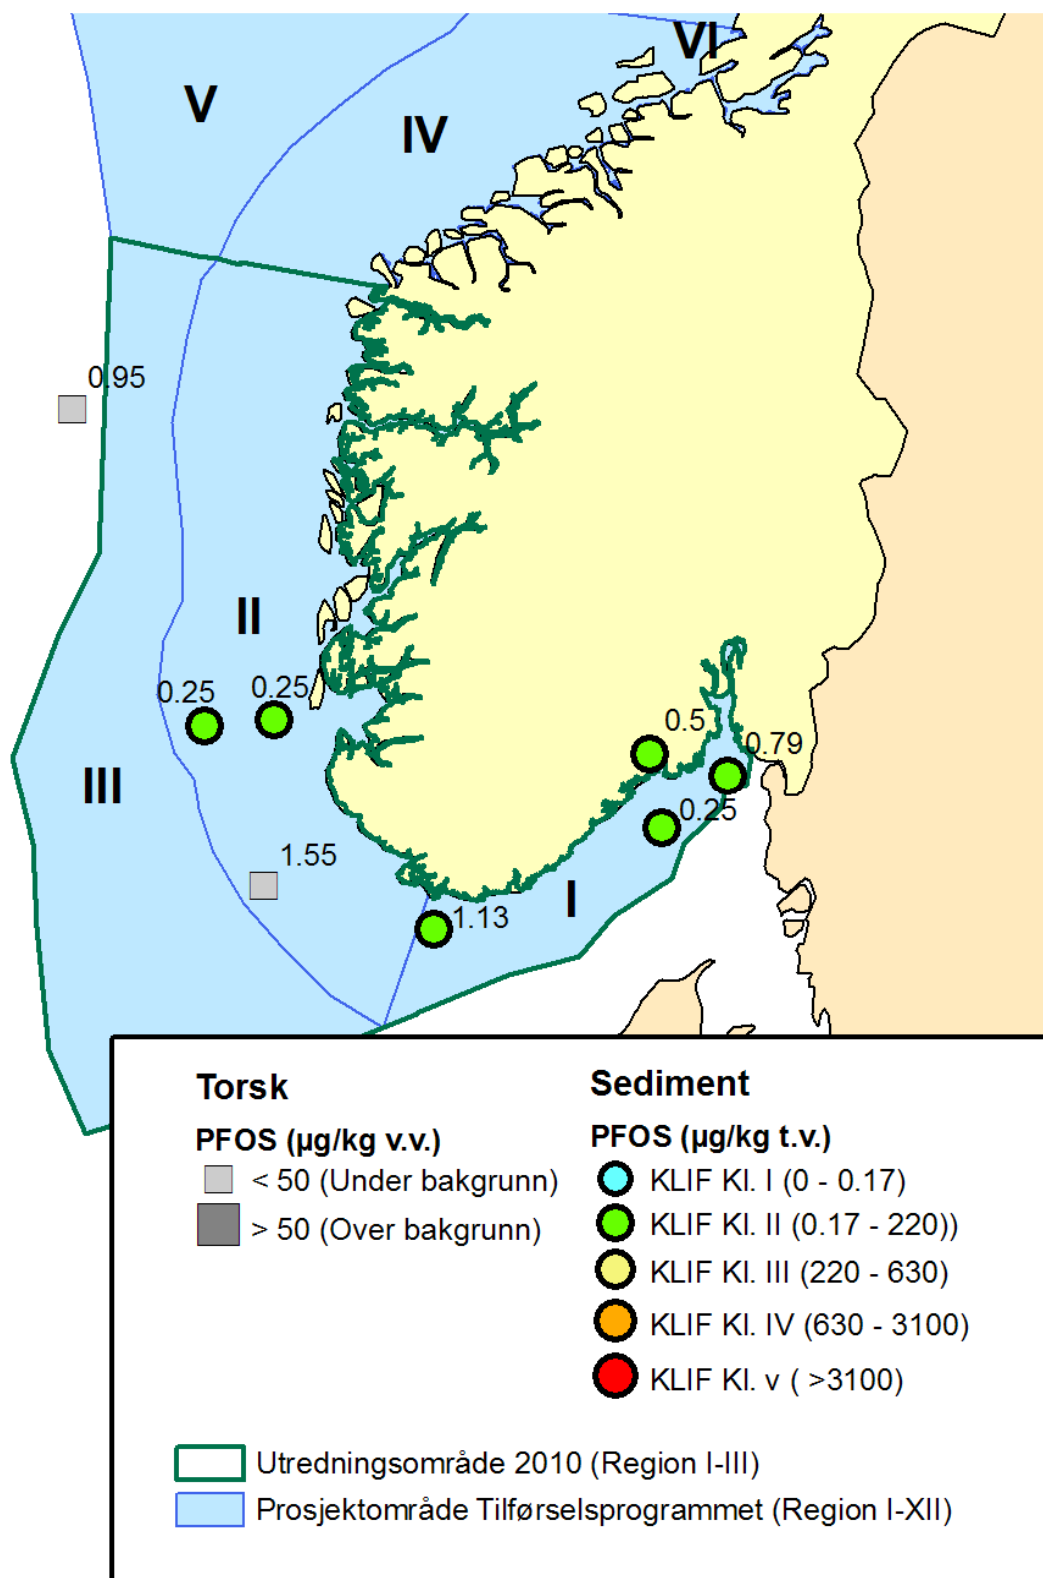 VI
V
IV
0.95
II
0.25
0.25
0.5
0.79
III
0.25
1.55
I
1.13
Torsk
PFOS (µg/kg v.v.)
< 50 (Under bakgrunn)
> 50 (Over bakgrunn)
Sediment
PFOS (µg/kg t.v.)
KLIF Kl. I (0 - 0.17)
KLIF Kl. II (0.17 - 220))
KLIF Kl. III (220 - 630)
KLIF Kl. IV (630 - 3100)
KLIF Kl. v ( >3100)
Utredningsområde 2010 (Region I-III)
Prosjektområde Tilførselsprogrammet (Region I-XII)